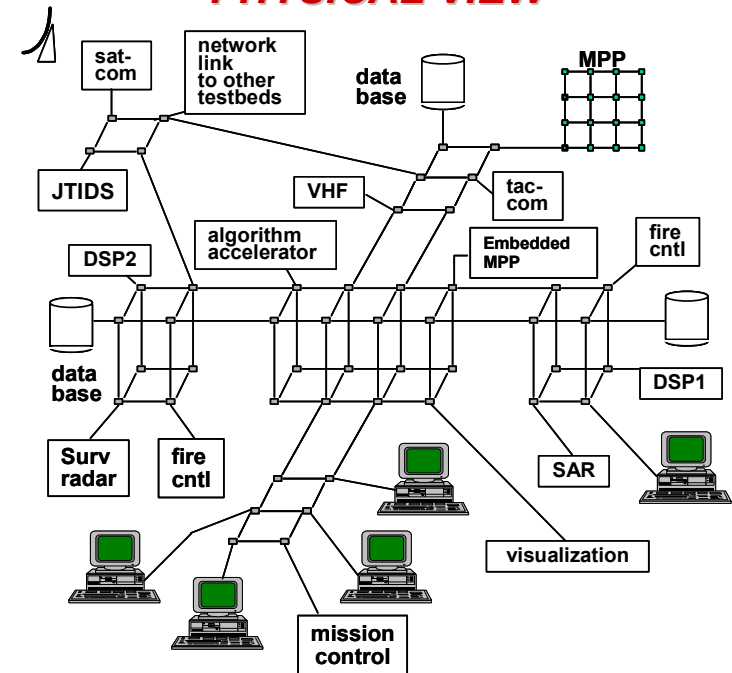 PHYSICAL VIEW
sat-
com
network
link
to other
testbeds
data
base
MPP
JTIDS
VHF
tac-
com
algorithm
accelerator
Embedded
MPP
fire
cntl
DSP2
data
base
DSP1
Surv
radar
fire
cntl
SAR
visualization
mission
control